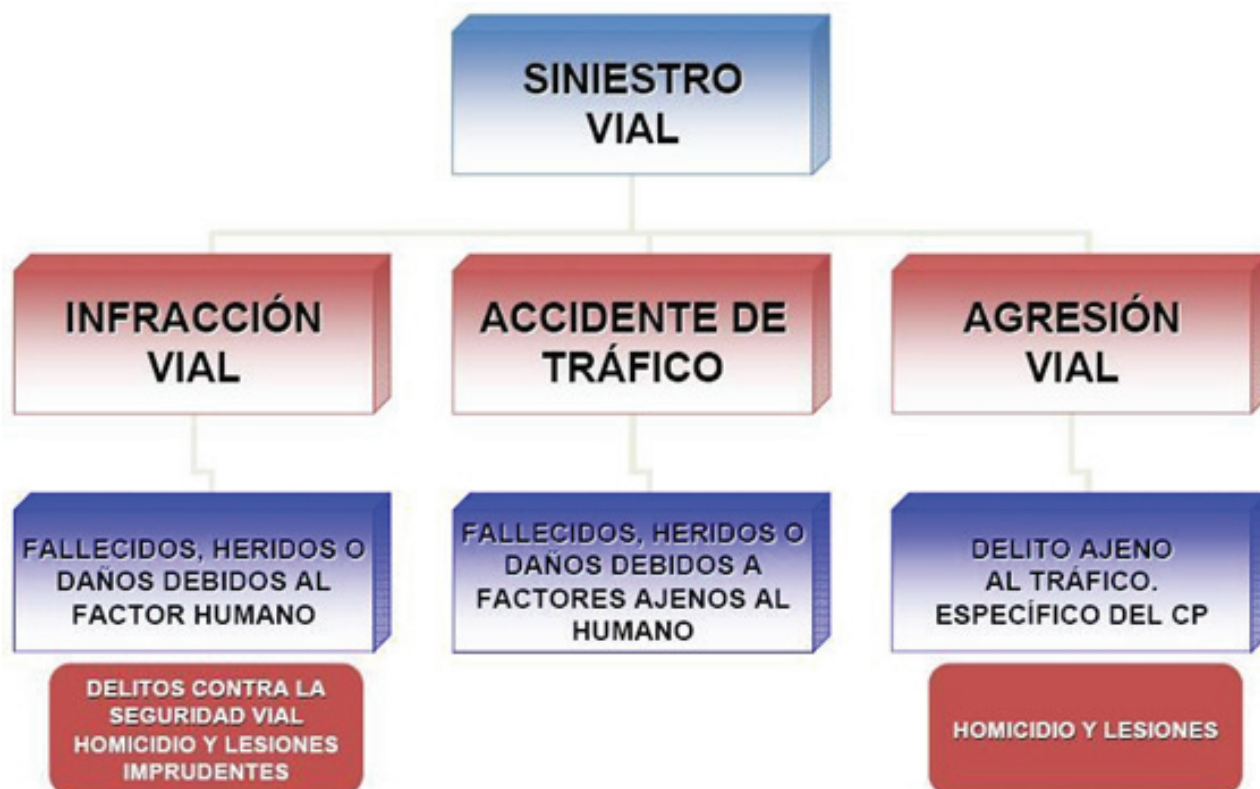 SINIESTRO
VIAL
INFRACCIÓN
VIAL
ACCIDENTE DE
TRÁFICO
AGRESIÓN
VIAL
FALLECIDOS, HERIDOS O
DAÑOS DEBIDOS AL
FACTOR HUMANO
FALLECIDOS, HERIDOS O
DAÑOS DEBIDOS A
FACTORES AJENOS AL
HUMANO
DELITO AJENO
AL TRÁFICO.
ESPECÍFICO DEL CP
DELITOS CONTRA LA
SEGURIDAD VIAL
HOMICIDIO Y LESIONES
IMPRUDENTES
HOMICIDIO Y LESIONES